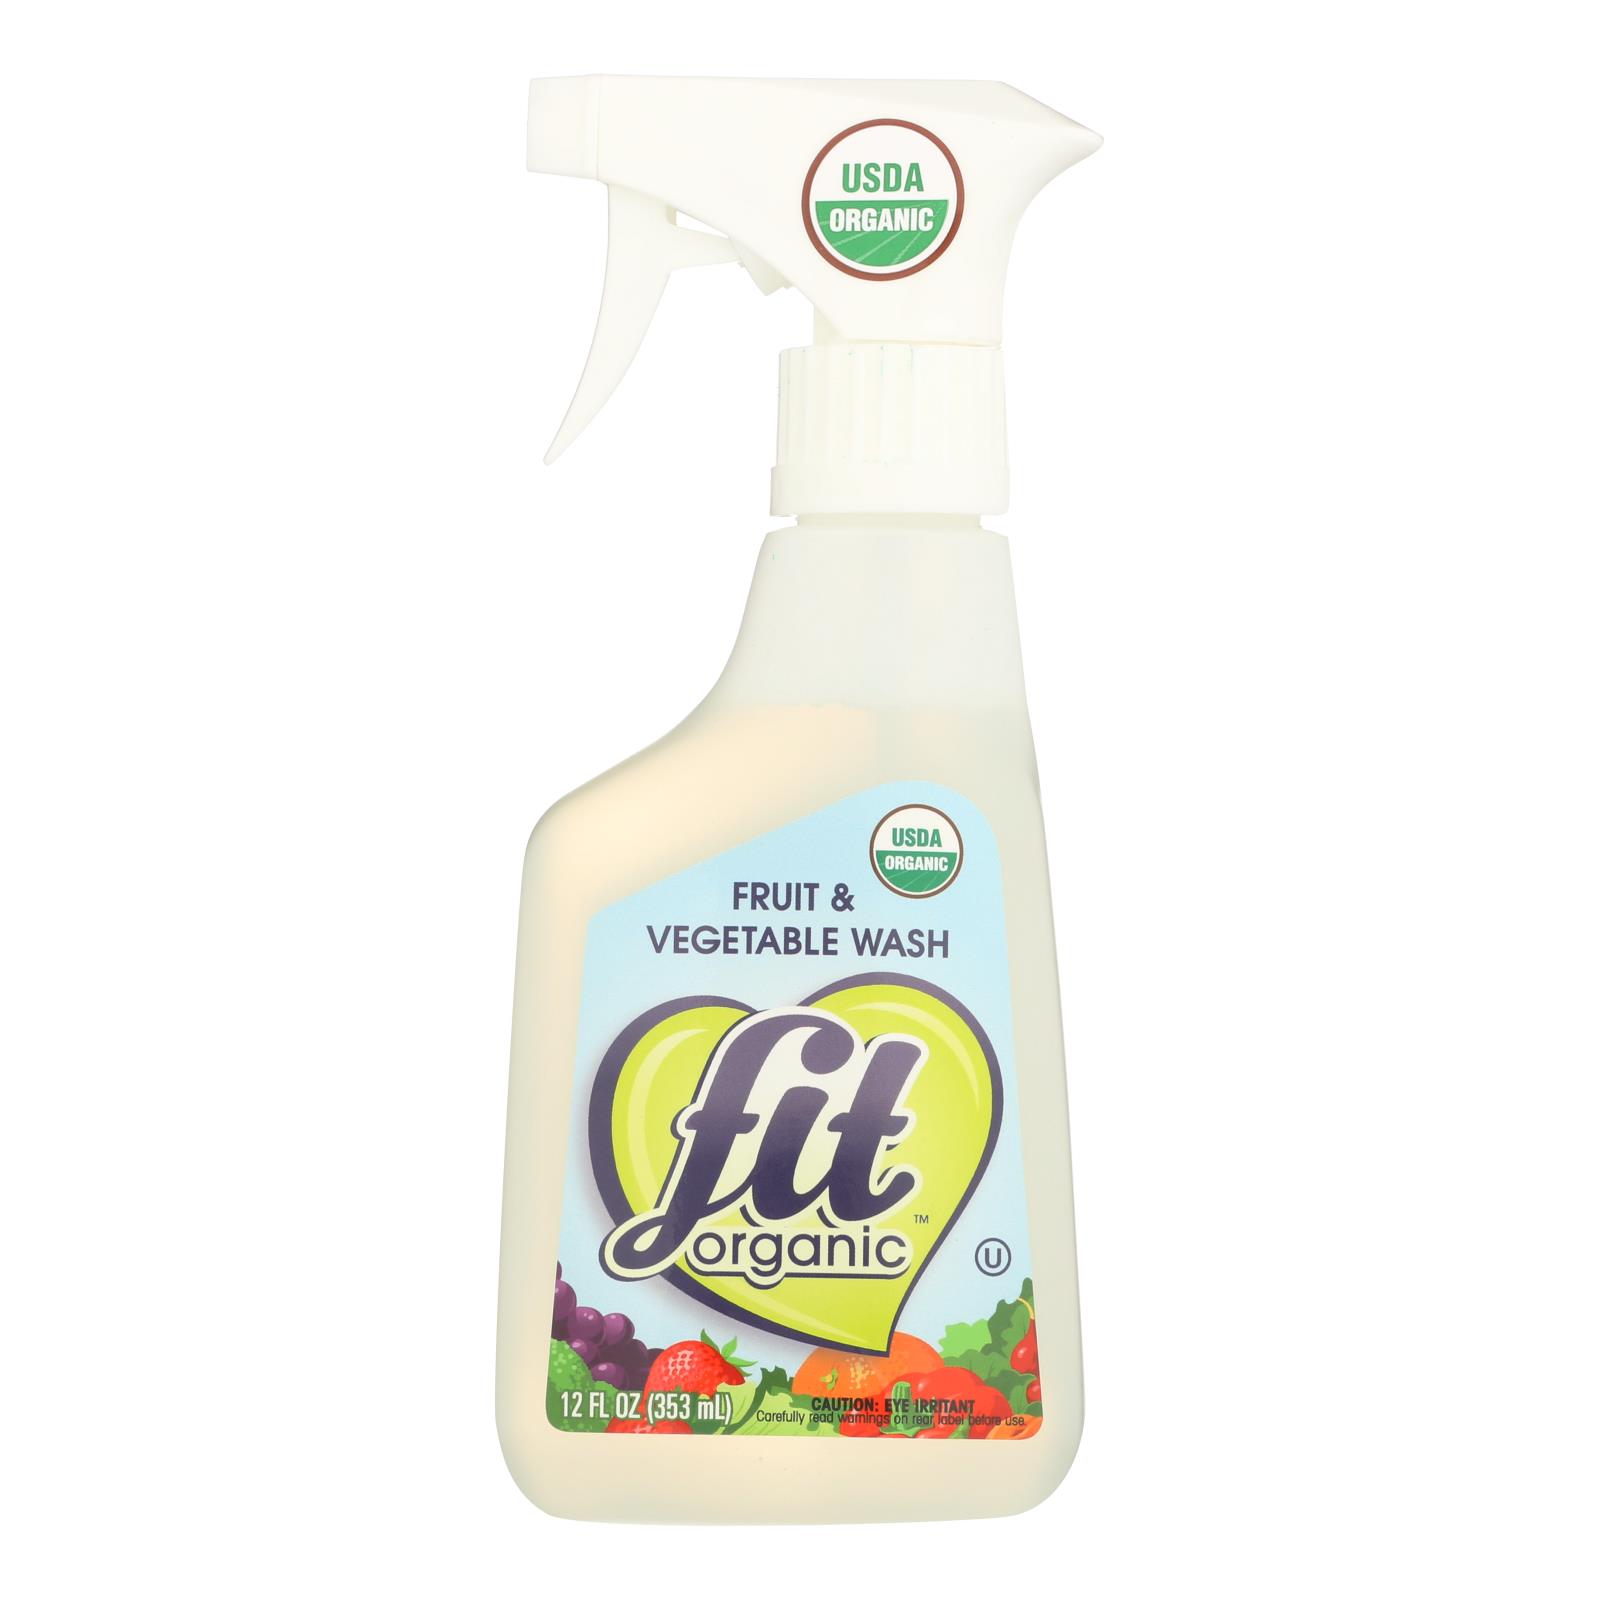 USDA
ORGANIC
USDA
ORGANIC
FRUIT &
VEGETABLE WASH
fit
organic™
U
12 FL OZ (353 mL)
CAUTION: EYE IRRITANT
Carefully read warnings on rear label before use.